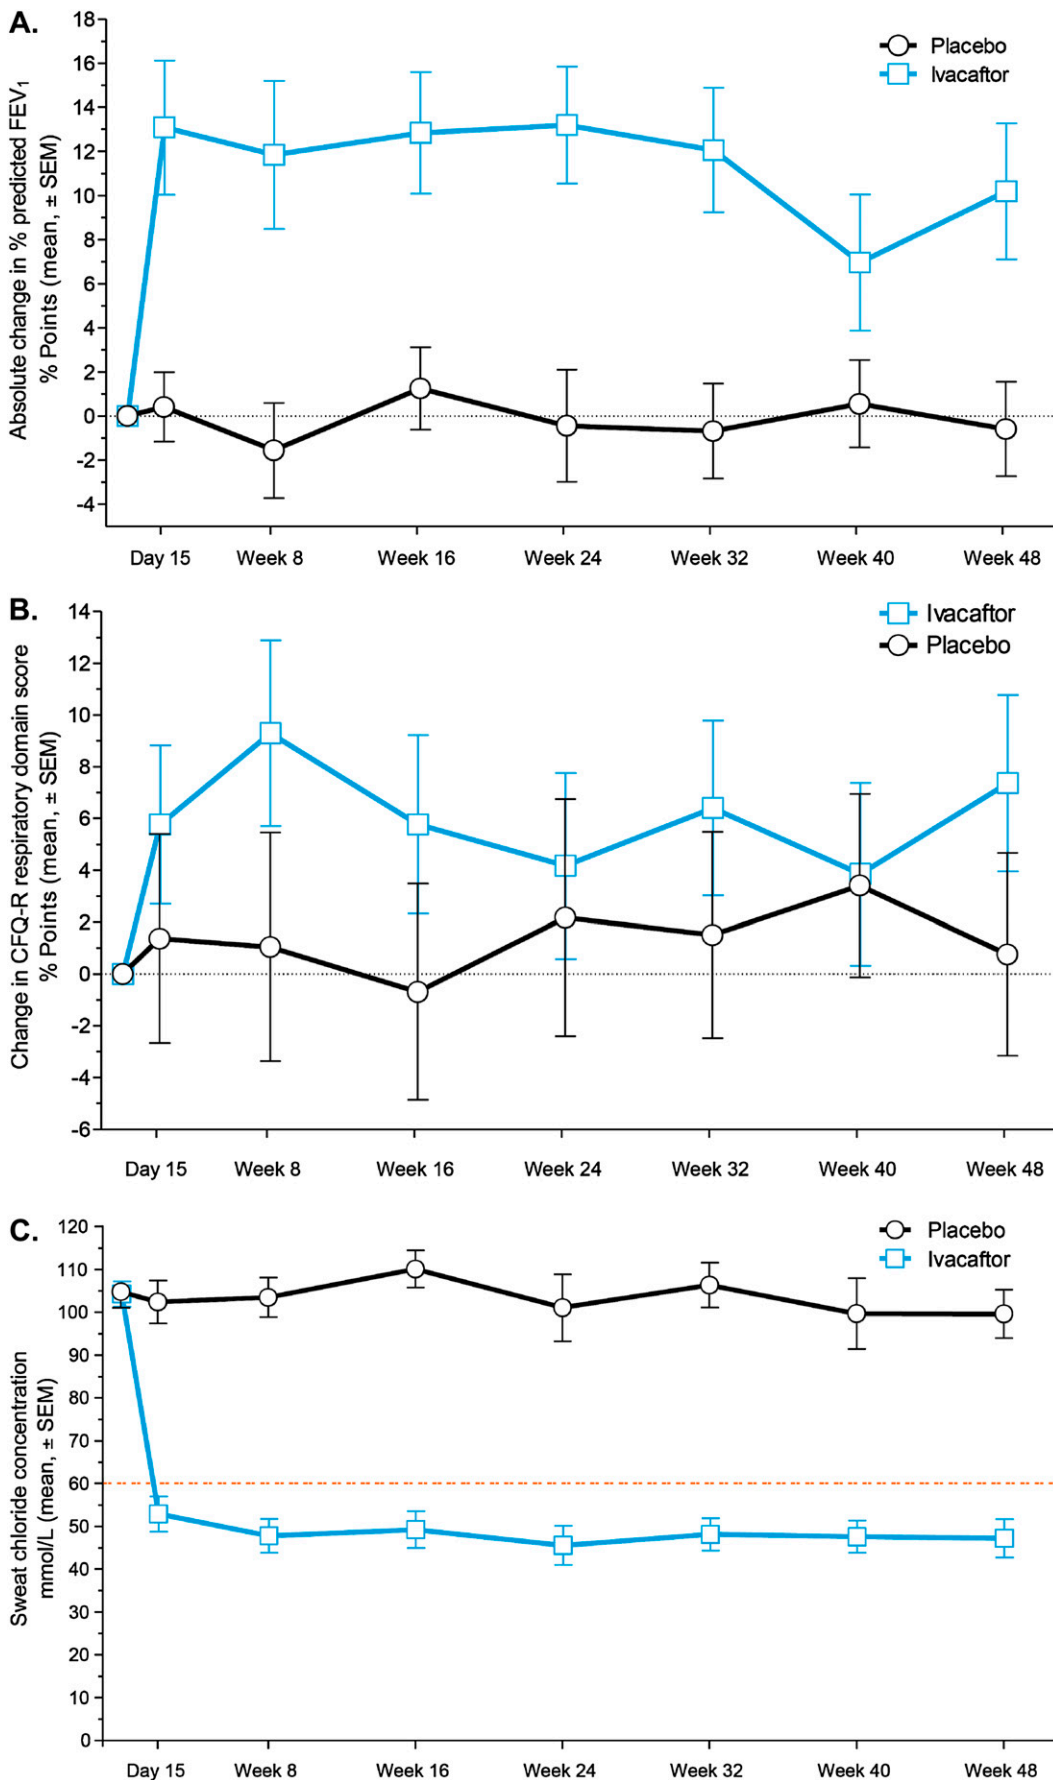 A.
Absolute change in % predicted FEV₁
% Points (mean, ± SEM)
18
16
14
12
10
8
6
4
2
0
-2
-4
Placebo
Ivacaftor
Day 15 Week 8 Week 16 Week 24 Week 32 Week 40 Week 48
B.
Change in CFQ-R respiratory domain score
% Points (mean, ± SEM)
14
12
10
8
6
4
2
0
-2
-4
-6
Ivacaftor
Placebo
Day 15 Week 8 Week 16 Week 24 Week 32 Week 40 Week 48
C.
Sweat chloride concentration
mmol/L (mean, ± SEM)
120
110
100
90
80
70
60
50
40
30
20
10
0
Placebo
Ivacaftor
Day 15 Week 8 Week 16 Week 24 Week 32 Week 40 Week 48